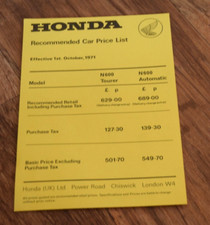 HONDA
Recommended Car Price List
Effective 1st. October, 1971
Model N600 Tourer N600 Automatic
£ p £ p
Recommended Retail Including Purchase Tax 629·00 689·00
Purchase Tax 127·30 139·30
Basic Price Excluding Purchase Tax 501·70 549·70
Honda (UK) Ltd Power Road Chiswick London W4